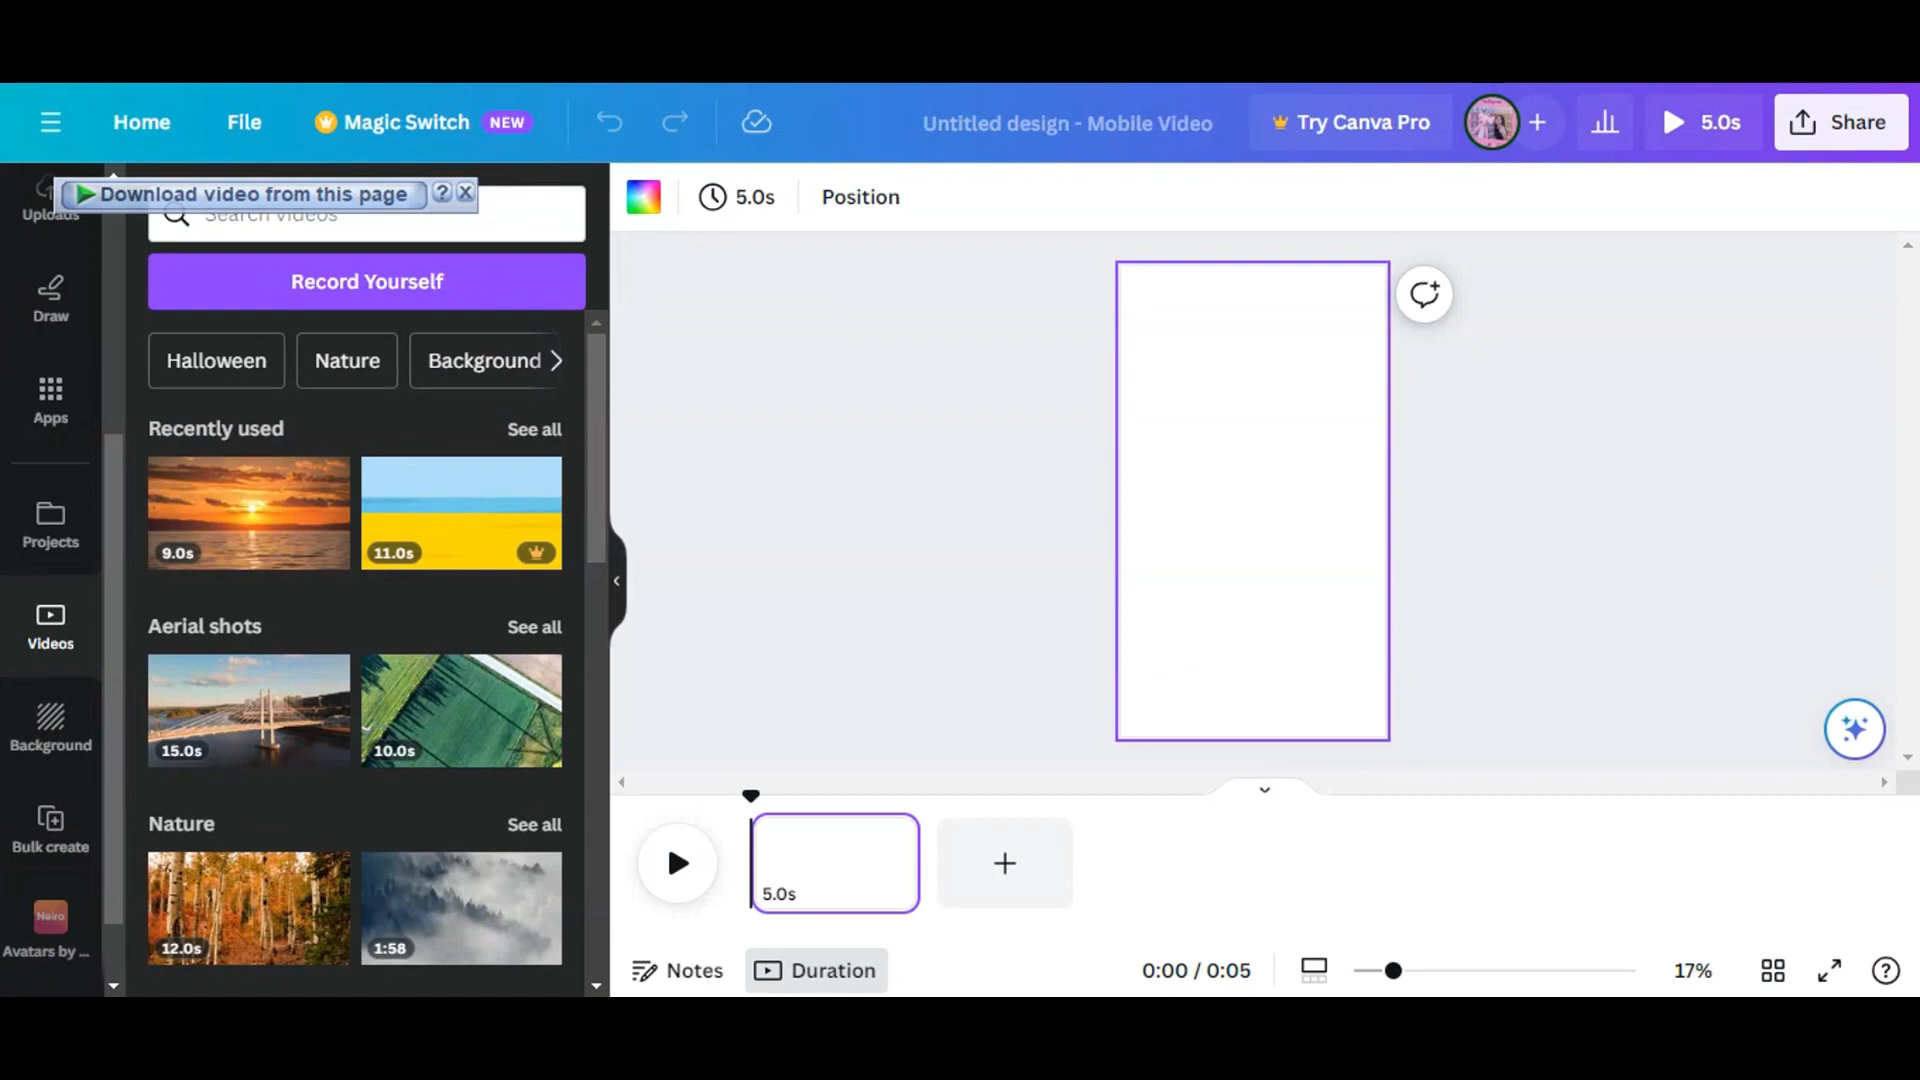 Home
File
Magic Switch NEW
Untitled design - Mobile Video
Try Canva Pro
5.0s
Share
Uploads
Download video from this page
Search videos
5.0s
Position
Record Yourself
Draw
Halloween
Nature
Background
Apps
Recently used
See all
9.0s
11.0s
Projects
Aerial shots
See all
Videos
15.0s
10.0s
Background
Nature
See all
Bulk create
5.0s
Neiro
Avatars by ...
12.0s
1:58
Notes
Duration
0:00 / 0:05
17%